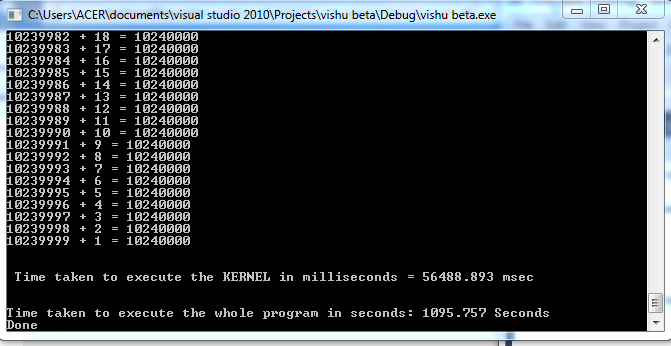 C:\Users\ACER\documents\visual studio 2010\Projects\vishu beta\Debug\vishu beta.exe
10239982 + 18 = 10240000
10239983 + 17 = 10240000
10239984 + 16 = 10240000
10239985 + 15 = 10240000
10239986 + 14 = 10240000
10239987 + 13 = 10240000
10239988 + 12 = 10240000
10239989 + 11 = 10240000
10239990 + 10 = 10240000
10239991 + 9 = 10240000
10239992 + 8 = 10240000
10239993 + 7 = 10240000
10239994 + 6 = 10240000
10239995 + 5 = 10240000
10239996 + 4 = 10240000
10239997 + 3 = 10240000
10239998 + 2 = 10240000
10239999 + 1 = 10240000
Time taken to execute the KERNEL in milliseconds = 56488.893 msec
Time taken to execute the whole program in seconds: 1095.757 Seconds
Done